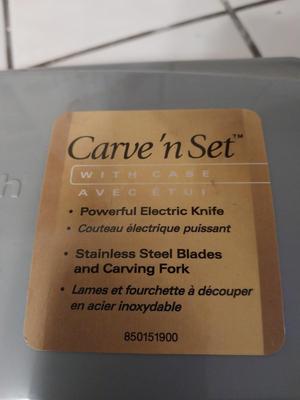 Carve 'n Set™
WITH CASE
AVEC ÉTUI
• Powerful Electric Knife
• Couteau électrique puissant
• Stainless Steel Blades
and Carving Fork
• Lames et fourchette à découper
en acier inoxydable
850151900